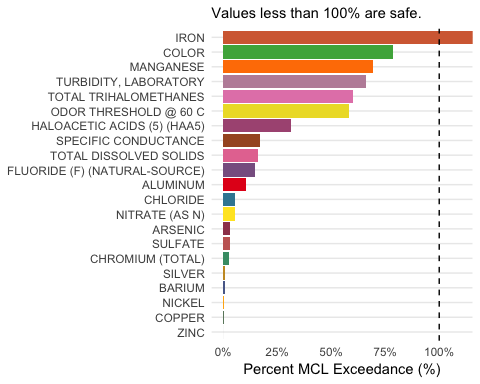 Values less than 100% are safe.
IRON
COLOR
MANGANESE
TURBIDITY, LABORATORY
TOTAL TRIHALOMETHANES
ODOR THRESHOLD @ 60 C
HALOACETIC ACIDS (5) (HAA5)
SPECIFIC CONDUCTANCE
TOTAL DISSOLVED SOLIDS
FLUORIDE (F) (NATURAL-SOURCE)
ALUMINUM
CHLORIDE
NITRATE (AS N)
ARSENIC
SULFATE
CHROMIUM (TOTAL)
SILVER
BARIUM
NICKEL
COPPER
ZINC
0% 25% 50% 75% 100%
Percent MCL Exceedance (%)